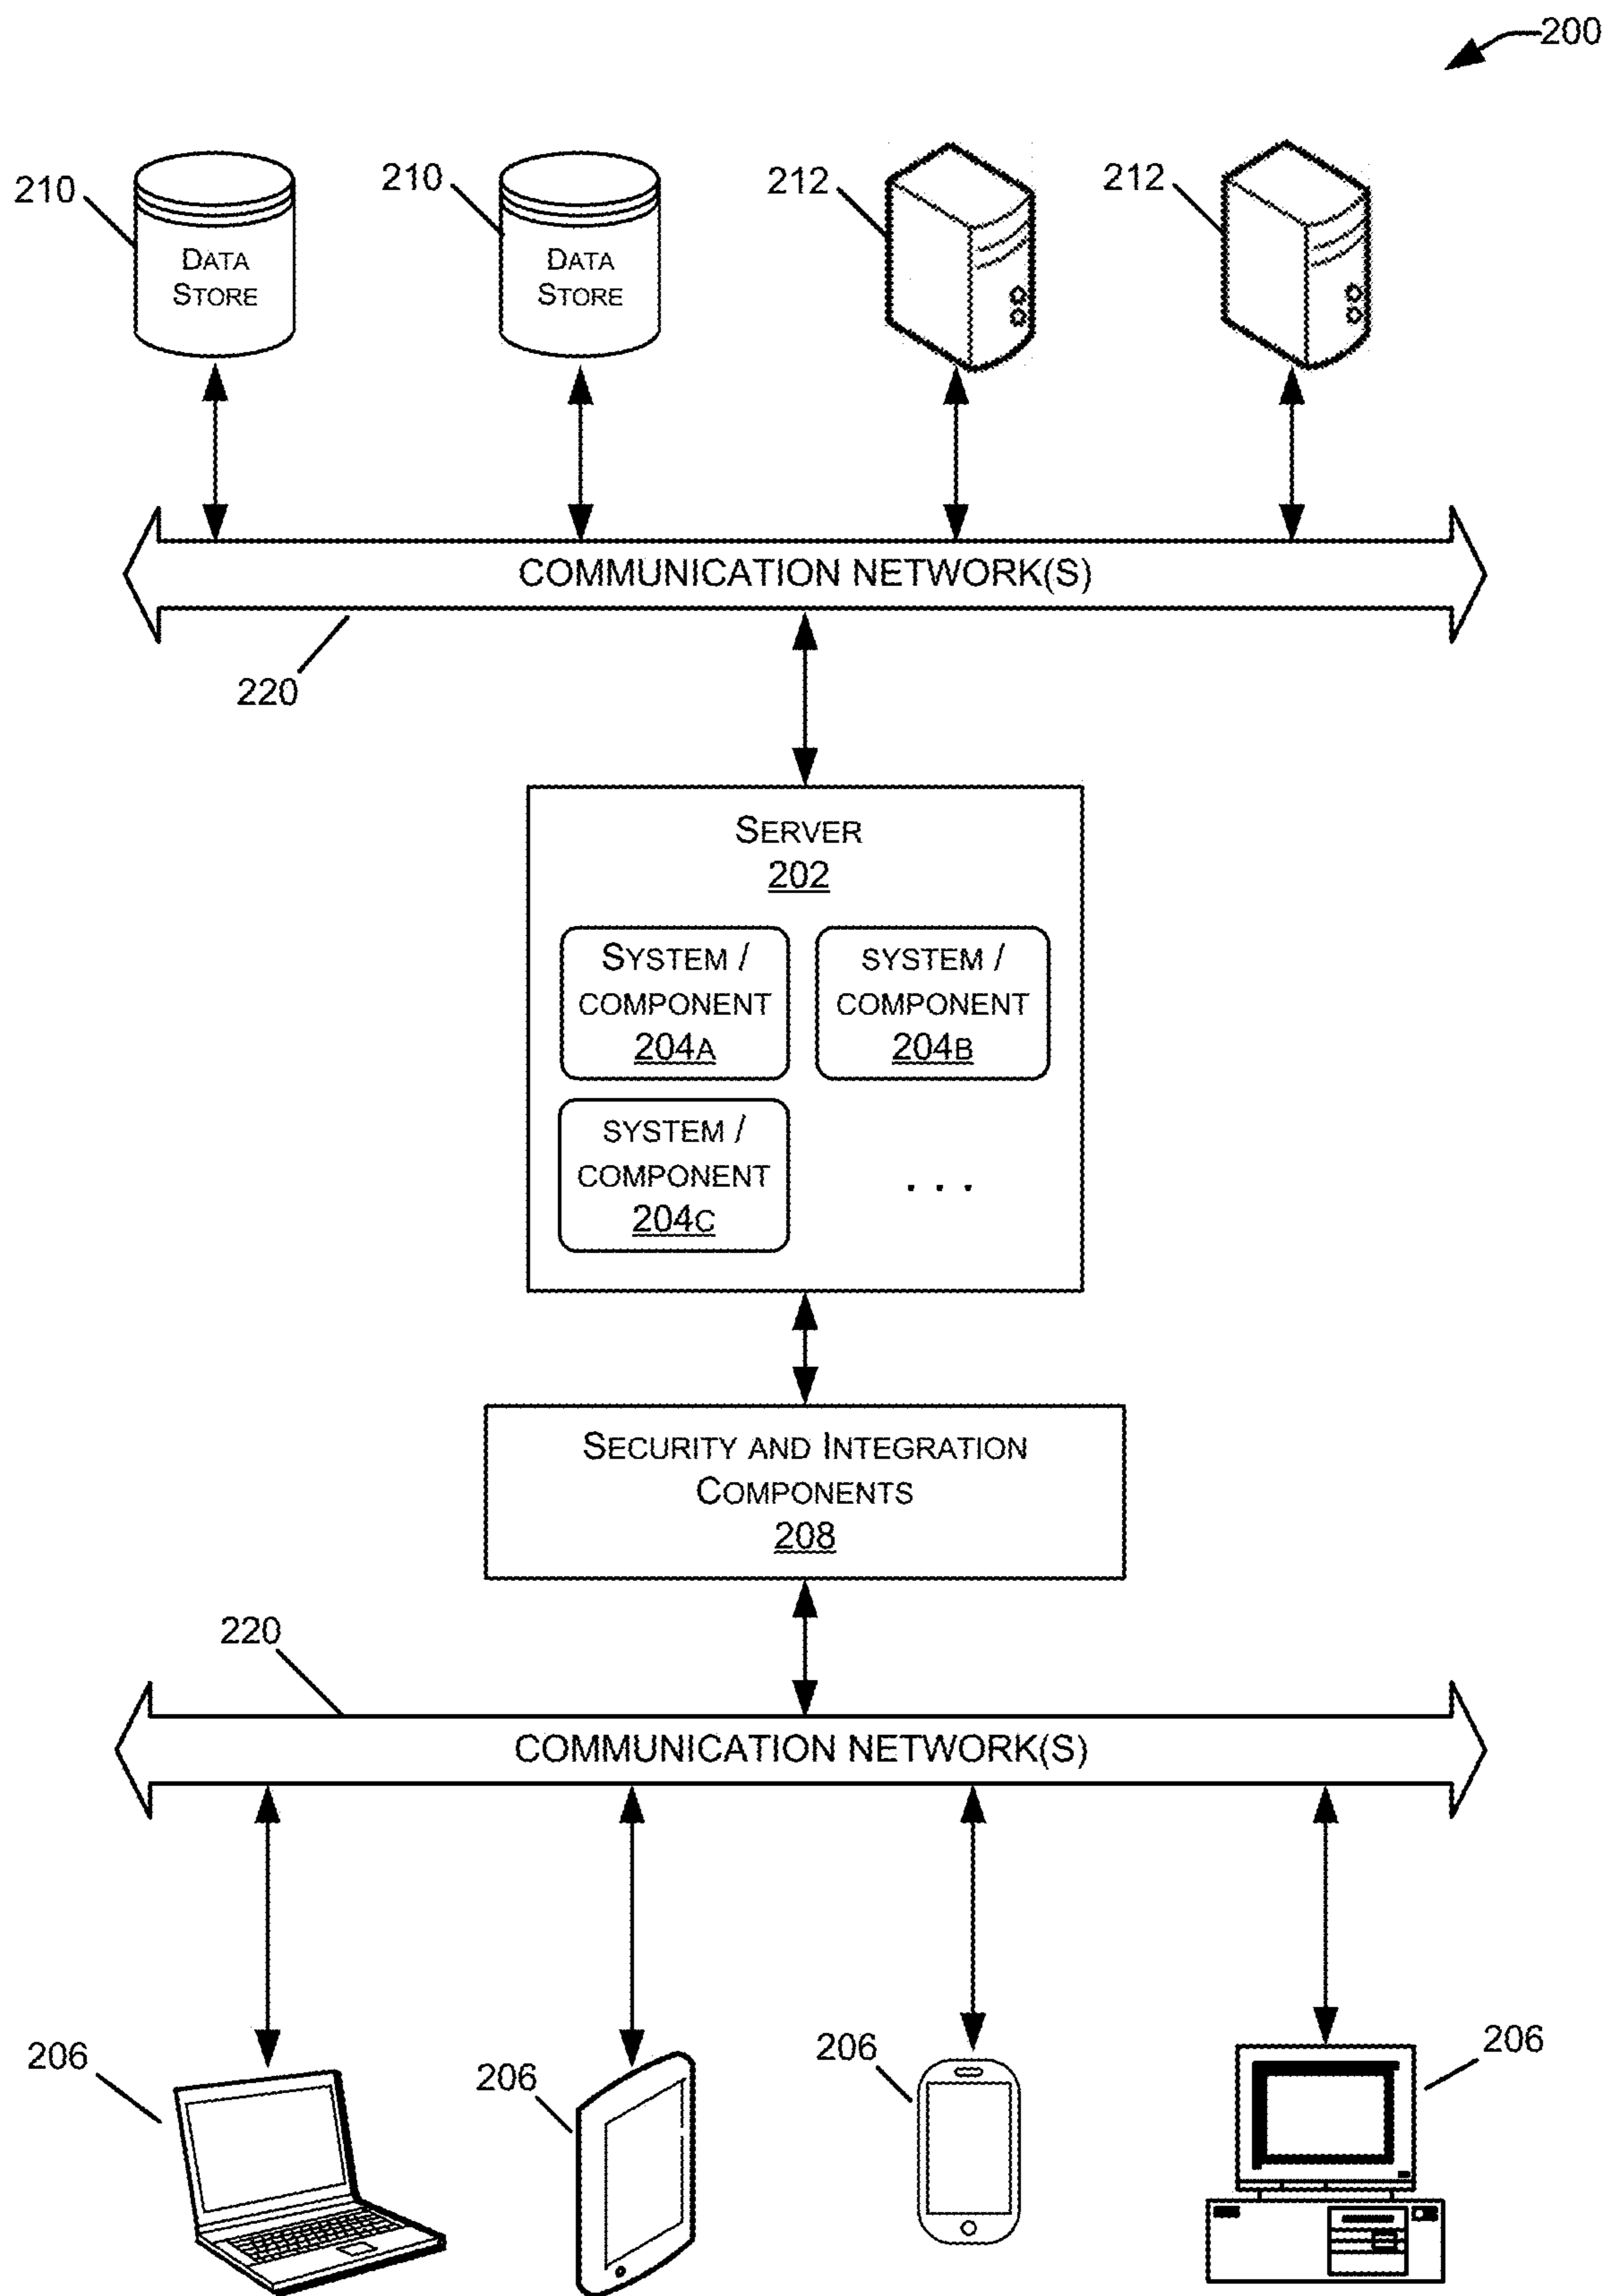 200
210
210
212
212
DATA
STORE
DATA
STORE
COMMUNICATION NETWORK(S)
220
SERVER
202
SYSTEM /
COMPONENT
204A
SYSTEM /
COMPONENT
204B
SYSTEM /
COMPONENT
204C
. . .
SECURITY AND INTEGRATION
COMPONENTS
208
220
COMMUNICATION NETWORK(S)
206
206
206
206